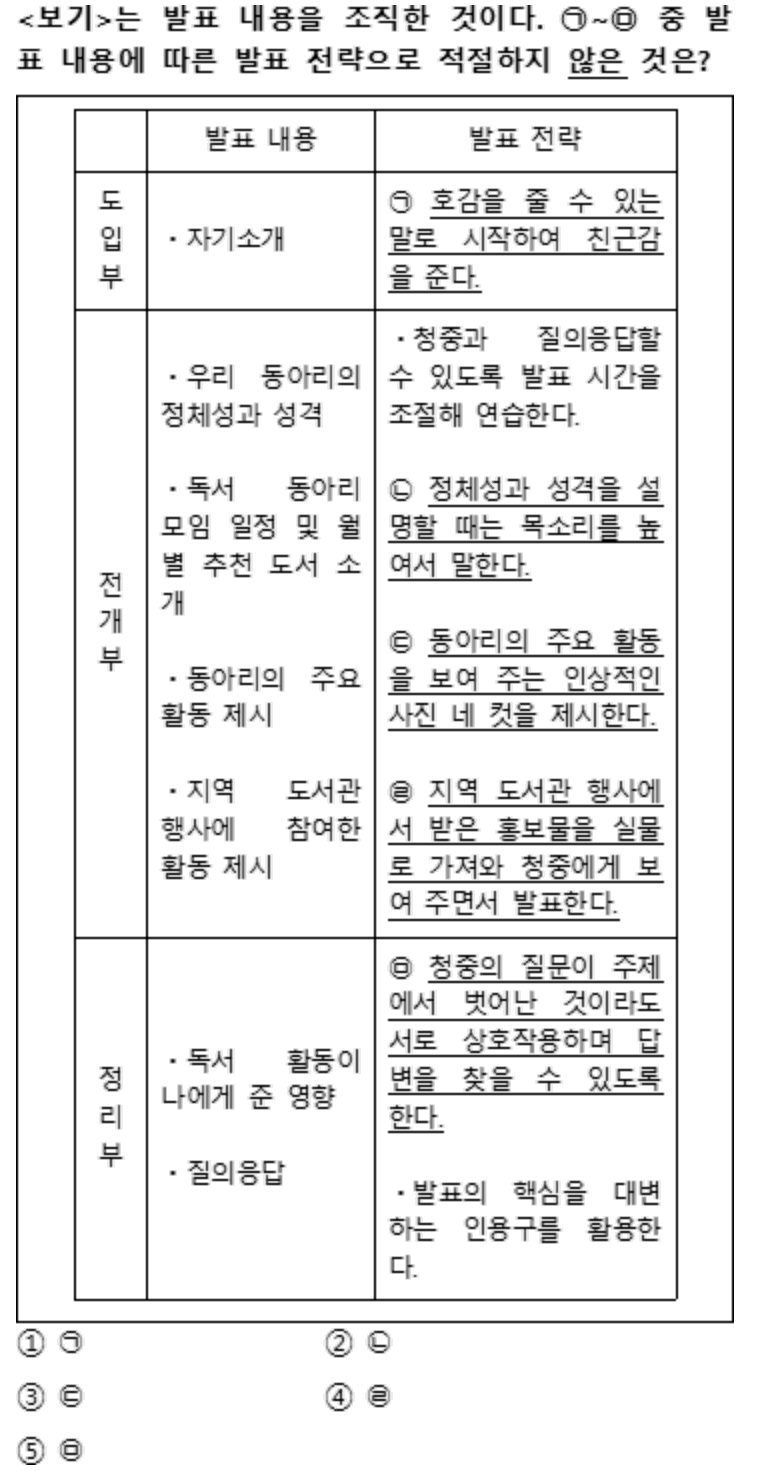 <보기>는 발표 내용을 조직한 것이다. ㉠~㉤ 중 발
표 내용에 따른 발표 전략으로 적절하지 않은 것은?
발표 내용
발표 전략
도
입
부
· 자기소개
㉠ 호감을 줄 수 있는
말로 시작하여 친근감
을 준다.
전
개
부
· 우리 동아리의
정체성과 성격
· 독서 동아리
모임 일정 및 월
별 추천 도서 소
개
· 동아리의 주요
활동 제시
· 지역 도서관
행사에 참여한
활동 제시
· 청중과 질의응답할
수 있도록 발표 시간을
조절해 연습한다.
㉡ 정체성과 성격을 설
명할 때는 목소리를 높
여서 말한다.
㉢ 동아리의 주요 활동
을 보여 주는 인상적인
사진 네 컷을 제시한다.
㉣ 지역 도서관 행사에
서 받은 홍보물을 실물
로 가져와 청중에게 보
여 주면서 발표한다.
정
리
부
· 독서 활동이
나에게 준 영향
· 질의응답
㉤ 청중의 질문이 주제
에서 벗어난 것이라도
서로 상호작용하며 답
변을 찾을 수 있도록
한다.
· 발표의 핵심을 대변
하는 인용구를 활용한
다.
① ㉠
② ㉡
③ ㉢
④ ㉣
⑤ ㉤